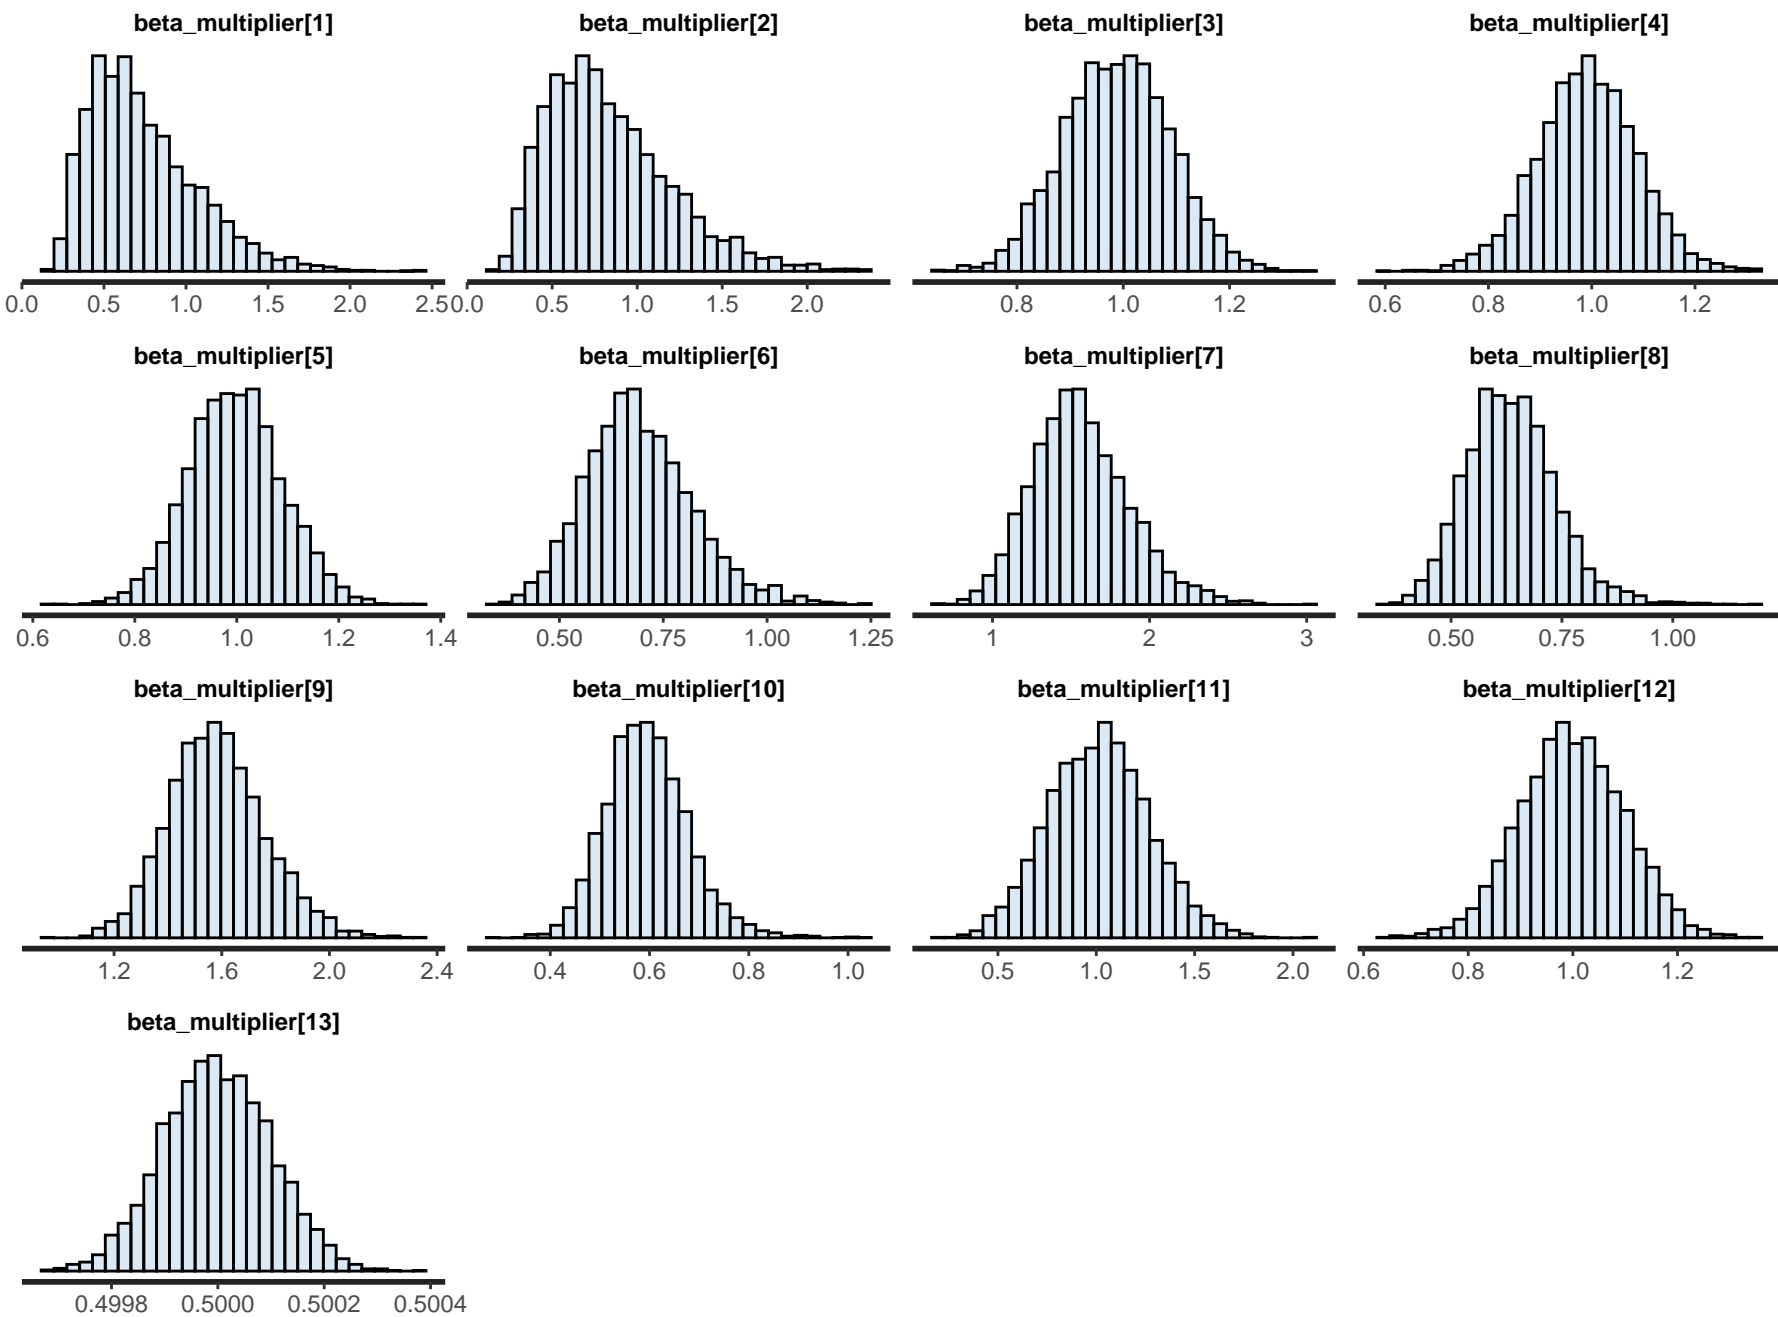 beta_multiplier[1] beta_multiplier[2] beta_multiplier[3] beta_multiplier[4]
0.0 0.5 1.0 1.5 2.0 2.5 0.0 0.5 1.0 1.5 2.0 0.8 1.0 1.2 0.6 0.8 1.0 1.2
beta_multiplier[5] beta_multiplier[6] beta_multiplier[7] beta_multiplier[8]
0.6 0.8 1.0 1.2 1.4 0.50 0.75 1.00 1.25 1 2 3 0.50 0.75 1.00
beta_multiplier[9] beta_multiplier[10] beta_multiplier[11] beta_multiplier[12]
1.2 1.6 2.0 2.4 0.4 0.6 0.8 1.0 0.5 1.0 1.5 2.0 0.6 0.8 1.0 1.2
beta_multiplier[13]
0.4998 0.5000 0.5002 0.5004